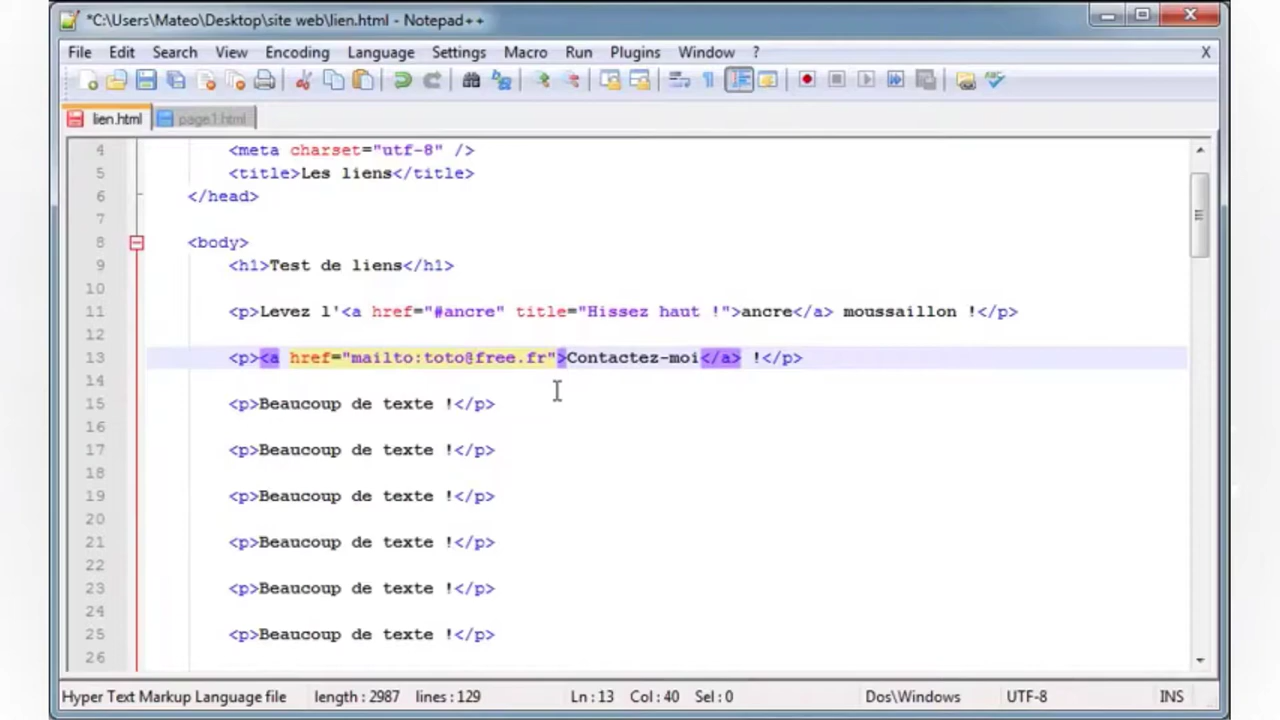 *C:\Users\Mateo\Desktop\site web\lien.html - Notepad++
File Edit Search View Encoding Language Settings Macro Run Plugins Window ? X
lien.html page1.html
4 <meta charset="utf-8" />
5 <title>Les liens</title>
6 </head>
7
8 <body>
9 <h1>Test de liens</h1>
10
11 <p>Levez l'<a href="#ancre" title="Hissez haut !">ancre</a> moussaillon !</p>
12
13 <p><a href="mailto:toto@free.fr">Contactez-moi</a> !</p>
14
15 <p>Beaucoup de texte !</p>
16
17 <p>Beaucoup de texte !</p>
18
19 <p>Beaucoup de texte !</p>
20
21 <p>Beaucoup de texte !</p>
22
23 <p>Beaucoup de texte !</p>
24
25 <p>Beaucoup de texte !</p>
26
Hyper Text Markup Language file length : 2987 lines : 129 Ln : 13 Col : 40 Sel : 0 Dos\Windows UTF-8 INS